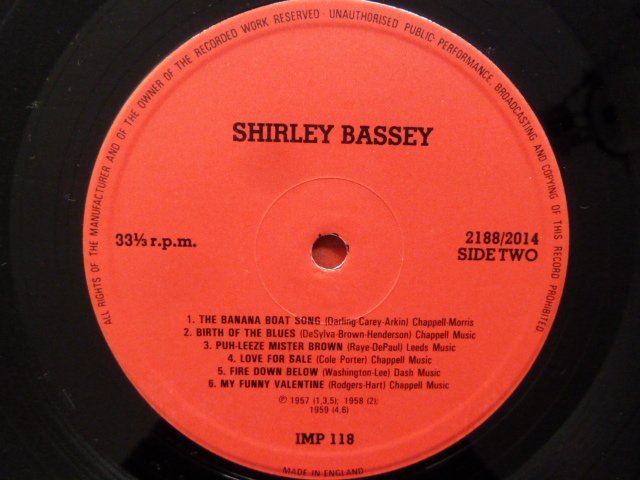 ALL RIGHTS OF THE MANUFACTURER AND OF THE OWNER OF THE RECORDED WORK RESERVED · UNAUTHORISED PUBLIC PERFORMANCE, BROADCASTING AND COPYING OF THIS RECORD PROHIBITED.
SHIRLEY BASSEY
33⅓ r.p.m.
2188/2014
SIDE TWO
1. THE BANANA BOAT SONG (Darling-Carey-Arkin) Chappell-Morris
2. BIRTH OF THE BLUES (DeSylva-Brown-Henderson) Chappell Music
3. PUH-LEEZE MISTER BROWN (Raye-DePaul) Leeds Music
4. LOVE FOR SALE (Cole Porter) Chappell Music
5. FIRE DOWN BELOW (Washington-Lee) Dash Music
6. MY FUNNY VALENTINE (Rodgers-Hart) Chappell Music
℗ 1957 (1,3,5); 1958 (2);
1959 (4,6)
IMP 118
MADE IN ENGLAND